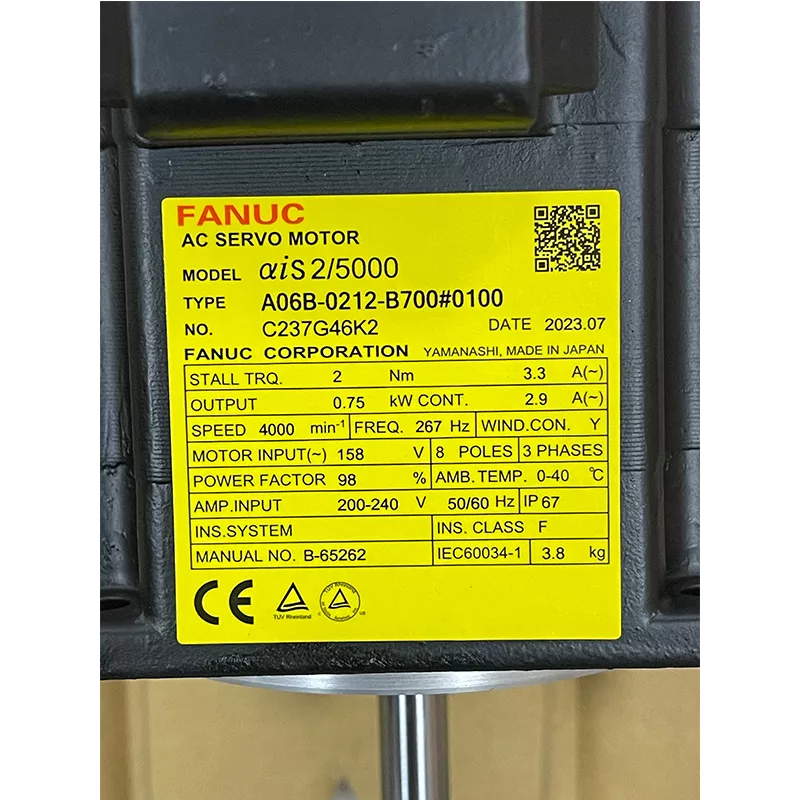 FANUC
AC SERVO MOTOR
MODEL αiS 2/5000
TYPE A06B-0212-B700#0100
NO. C237G46K2 DATE 2023.07
FANUC CORPORATION YAMANASHI, MADE IN JAPAN
STALL TRQ. 2 Nm 3.3 A(~)
OUTPUT 0.75 kW CONT. 2.9 A(~)
SPEED 4000 min-1 FREQ. 267 Hz WIND.CON. Y
MOTOR INPUT(~) 158 V 8 POLES 3 PHASES
POWER FACTOR 98 % AMB.TEMP. 0-40 °C
AMP.INPUT 200-240 V 50/60 Hz IP 67
INS.SYSTEM INS. CLASS F
MANUAL NO. B-65262 IEC60034-1 3.8 kg
CE
TÜV Rheinland
TÜV Rheinland
C US